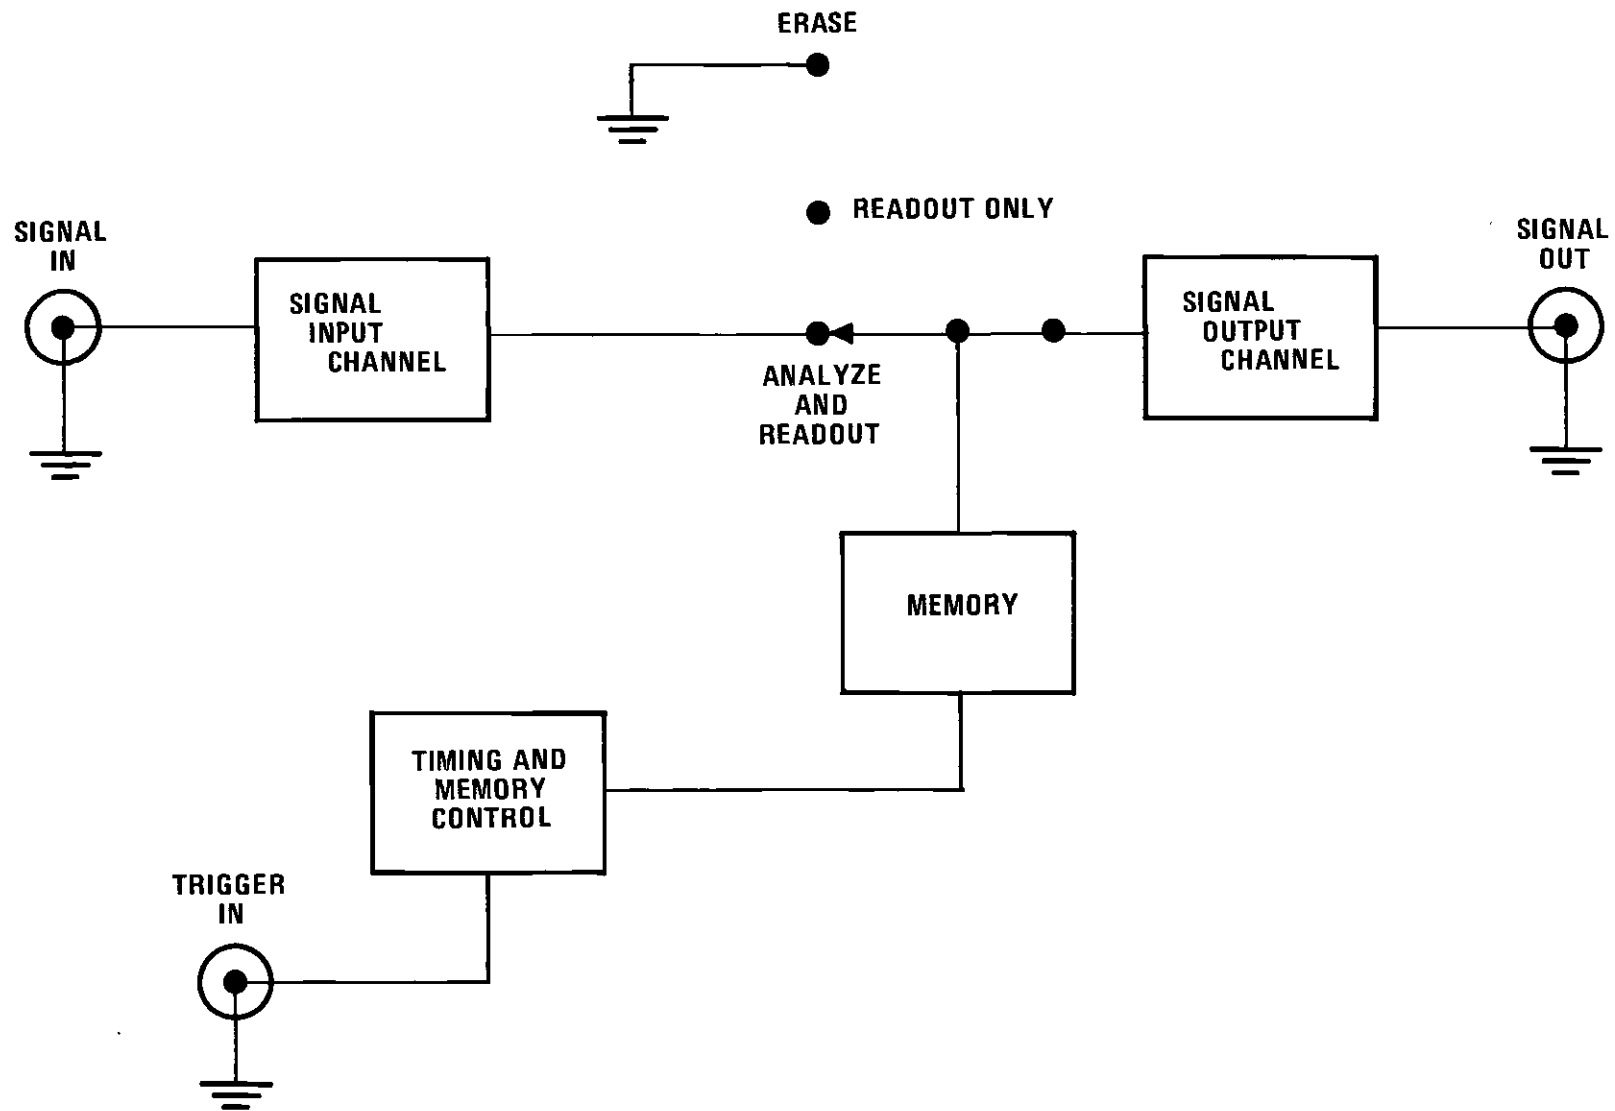 ERASE
READOUT ONLY
SIGNAL
IN
SIGNAL
INPUT
CHANNEL
ANALYZE
AND
READOUT
SIGNAL
OUTPUT
CHANNEL
SIGNAL
OUT
MEMORY
TIMING AND
MEMORY
CONTROL
TRIGGER
IN